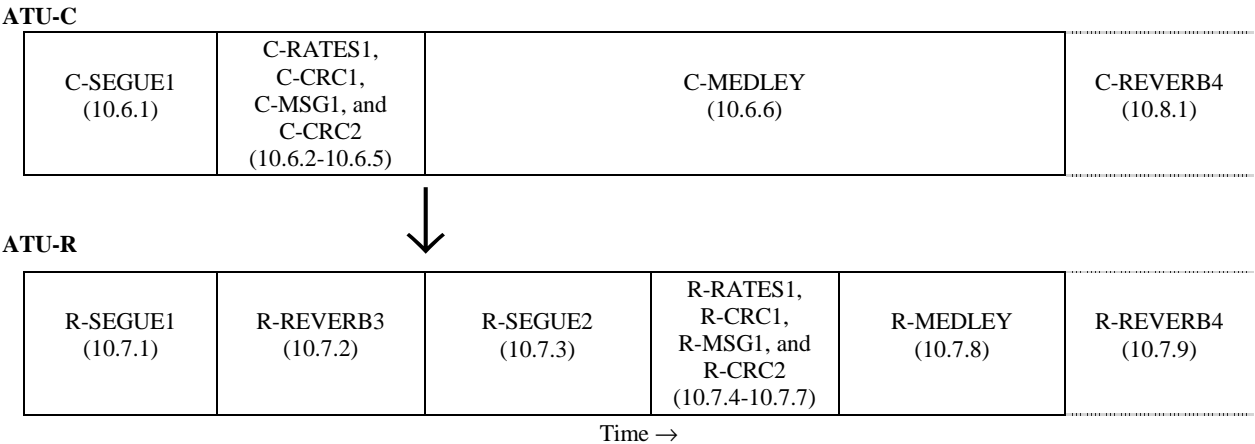 ATU-C
C-SEGUE1
(10.6.1)
C-RATES1,
C-CRC1,
C-MSG1, and
C-CRC2
(10.6.2-10.6.5)
C-MEDLEY
(10.6.6)
C-REVERB4
(10.8.1)
ATU-R
R-SEGUE1
(10.7.1)
R-REVERB3
(10.7.2)
R-SEGUE2
(10.7.3)
R-RATES1,
R-CRC1,
R-MSG1, and
R-CRC2
(10.7.4-10.7.7)
R-MEDLEY
(10.7.8)
R-REVERB4
(10.7.9)
Time →